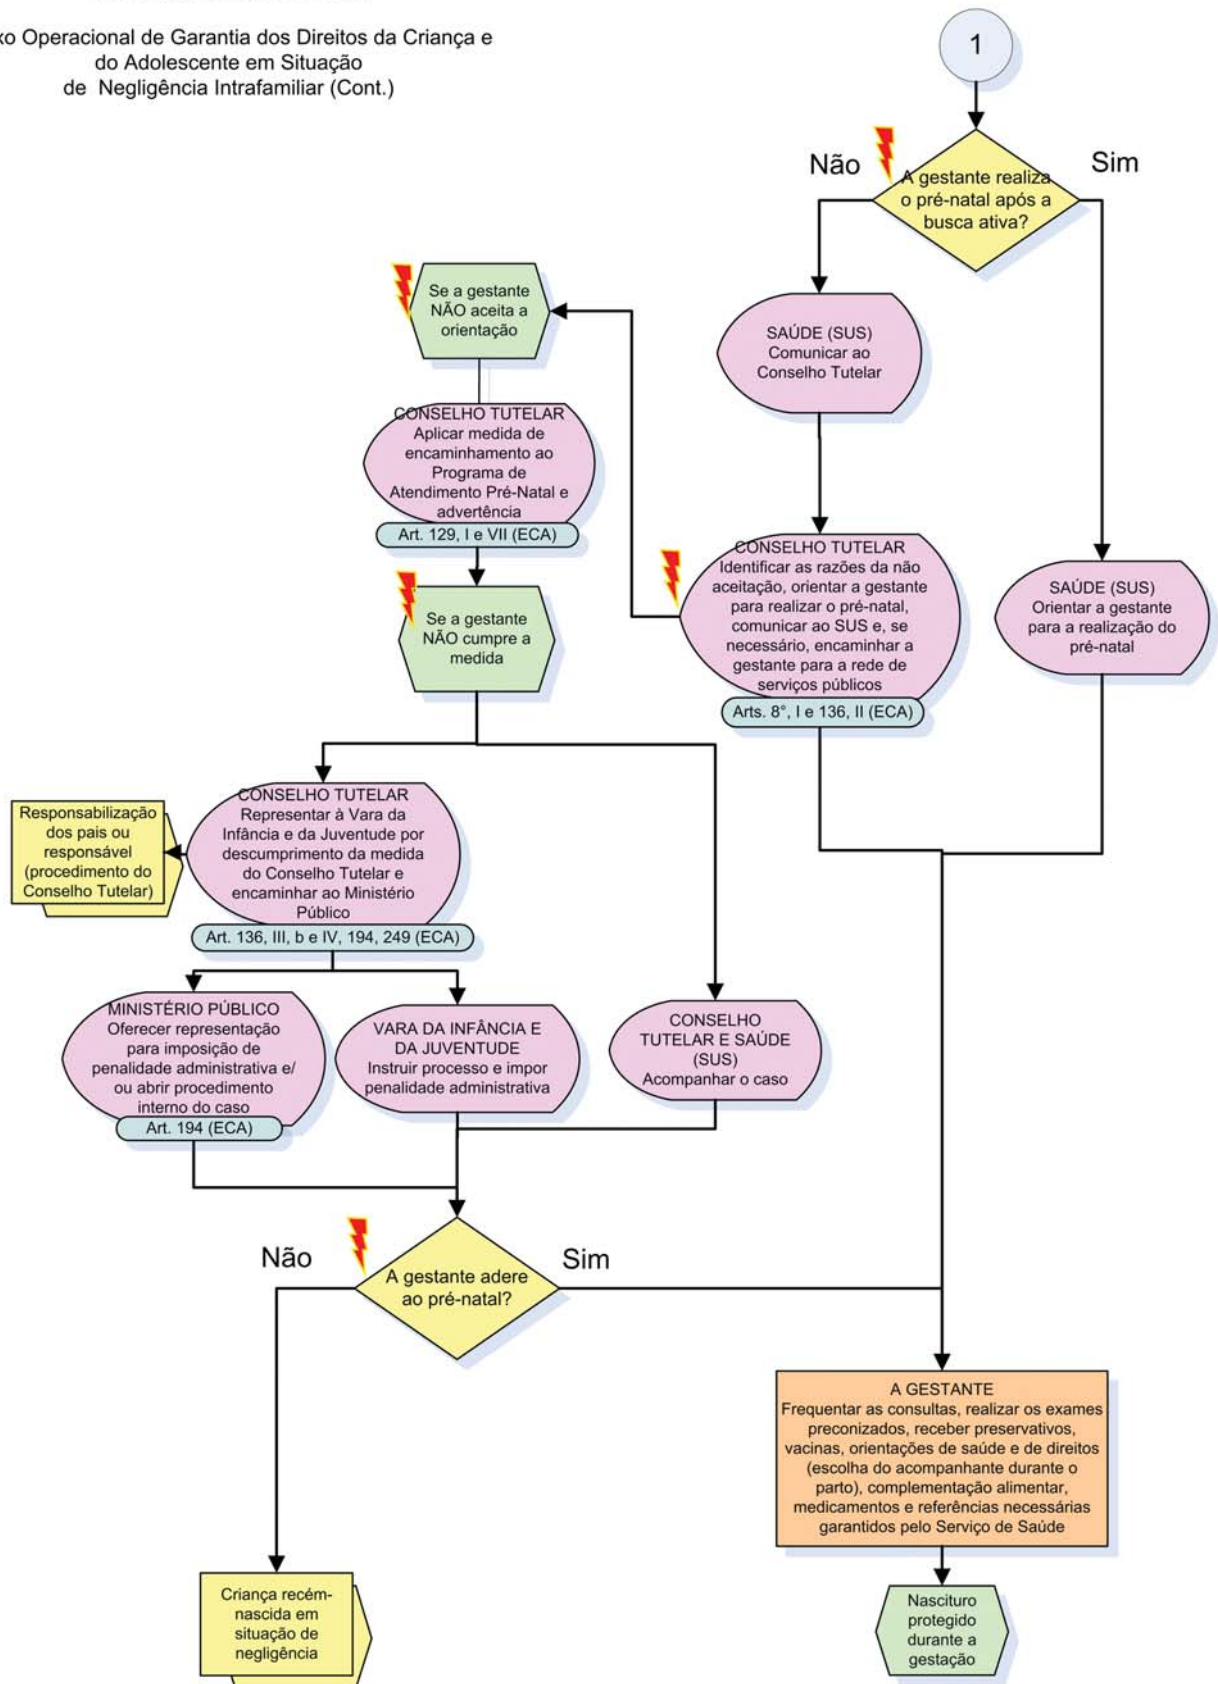 xo Operacional de Garantia dos Direitos da Criança e
do Adolescente em Situação
de Negligência Intrafamiliar (Cont.)
1
Não
Sim
A gestante realiza
o pré-natal após a
busca ativa?
Se a gestante
NÃO aceita a
orientação
SAÚDE (SUS)
Comunicar ao
Conselho Tutelar
CONSELHO TUTELAR
Aplicar medida de
encaminhamento ao
Programa de
Atendimento Pré-Natal e
advertência
Art. 129, I e VII (ECA)
CONSELHO TUTELAR
Identificar as razões da não
aceitação, orientar a gestante
para realizar o pré-natal,
comunicar ao SUS e, se
necessário, encaminhar a
gestante para a rede de
serviços públicos
Arts. 8°, I e 136, II (ECA)
SAÚDE (SUS)
Orientar a gestante
para a realização do
pré-natal
Se a gestante
NÃO cumpre a
medida
Responsabilização
dos pais ou
responsável
(procedimento do
Conselho Tutelar)
CONSELHO TUTELAR
Representar à Vara da
Infância e da Juventude por
descumprimento da medida
do Conselho Tutelar e
encaminhar ao Ministério
Público
Art. 136, III, b e IV, 194, 249 (ECA)
MINISTÉRIO PÚBLICO
Oferecer representação
para imposição de
penalidade administrativa e/
ou abrir procedimento
interno do caso
Art. 194 (ECA)
VARA DA INFÂNCIA E
DA JUVENTUDE
Instruir processo e impor
penalidade administrativa
CONSELHO
TUTELAR E SAÚDE
(SUS)
Acompanhar o caso
Não
Sim
A gestante adere
ao pré-natal?
A GESTANTE
Frequentar as consultas, realizar os exames
preconizados, receber preservativos,
vacinas, orientações de saúde e de direitos
(escolha do acompanhante durante o
parto), complementação alimentar,
medicamentos e referências necessárias
garantidos pelo Serviço de Saúde
Criança recém-
nascida em
situação de
negligência
Nascituro
protegido
durante a
gestação